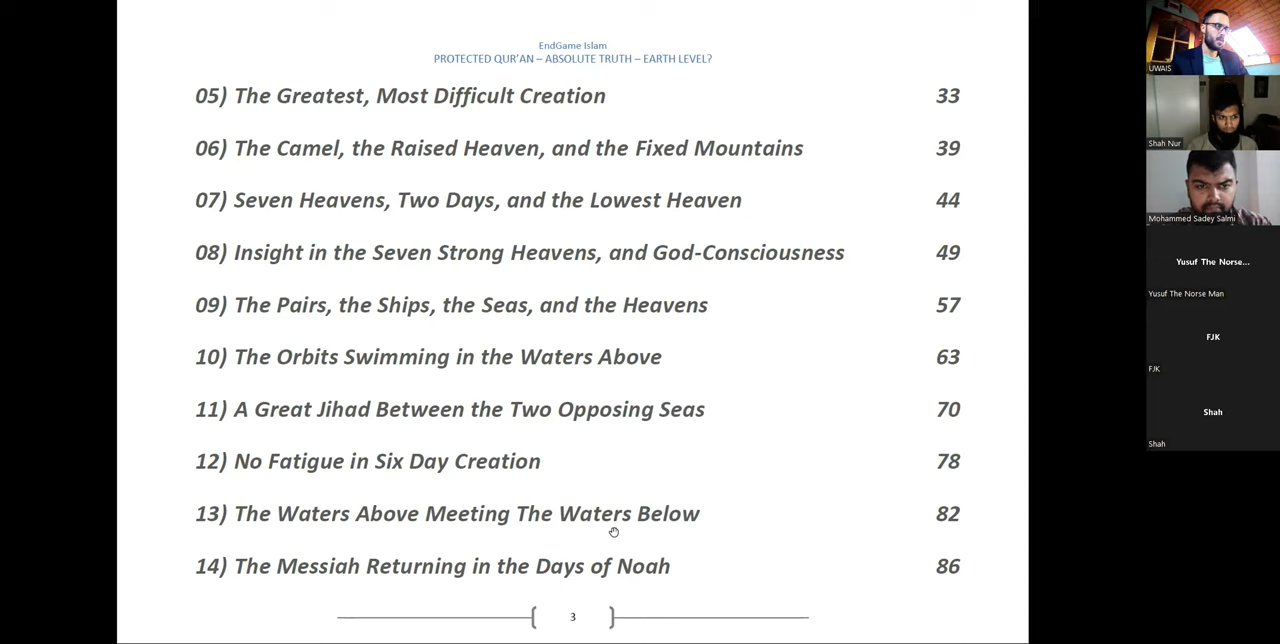 EndGame Islam
PROTECTED QUR'AN – ABSOLUTE TRUTH – EARTH LEVEL?
05) The Greatest, Most Difficult Creation 33
06) The Camel, the Raised Heaven, and the Fixed Mountains 39
07) Seven Heavens, Two Days, and the Lowest Heaven 44
08) Insight in the Seven Strong Heavens, and God-Consciousness 49
09) The Pairs, the Ships, the Seas, and the Heavens 57
10) The Orbits Swimming in the Waters Above 63
11) A Great Jihad Between the Two Opposing Seas 70
12) No Fatigue in Six Day Creation 78
13) The Waters Above Meeting The Waters Below 82
14) The Messiah Returning in the Days of Noah 86
3
UWAIS
Shah Nur
Mohammed Sadey Salmi
Yusuf The Norse...
Yusuf The Norse Man
FJK
FJK
Shah
Shah